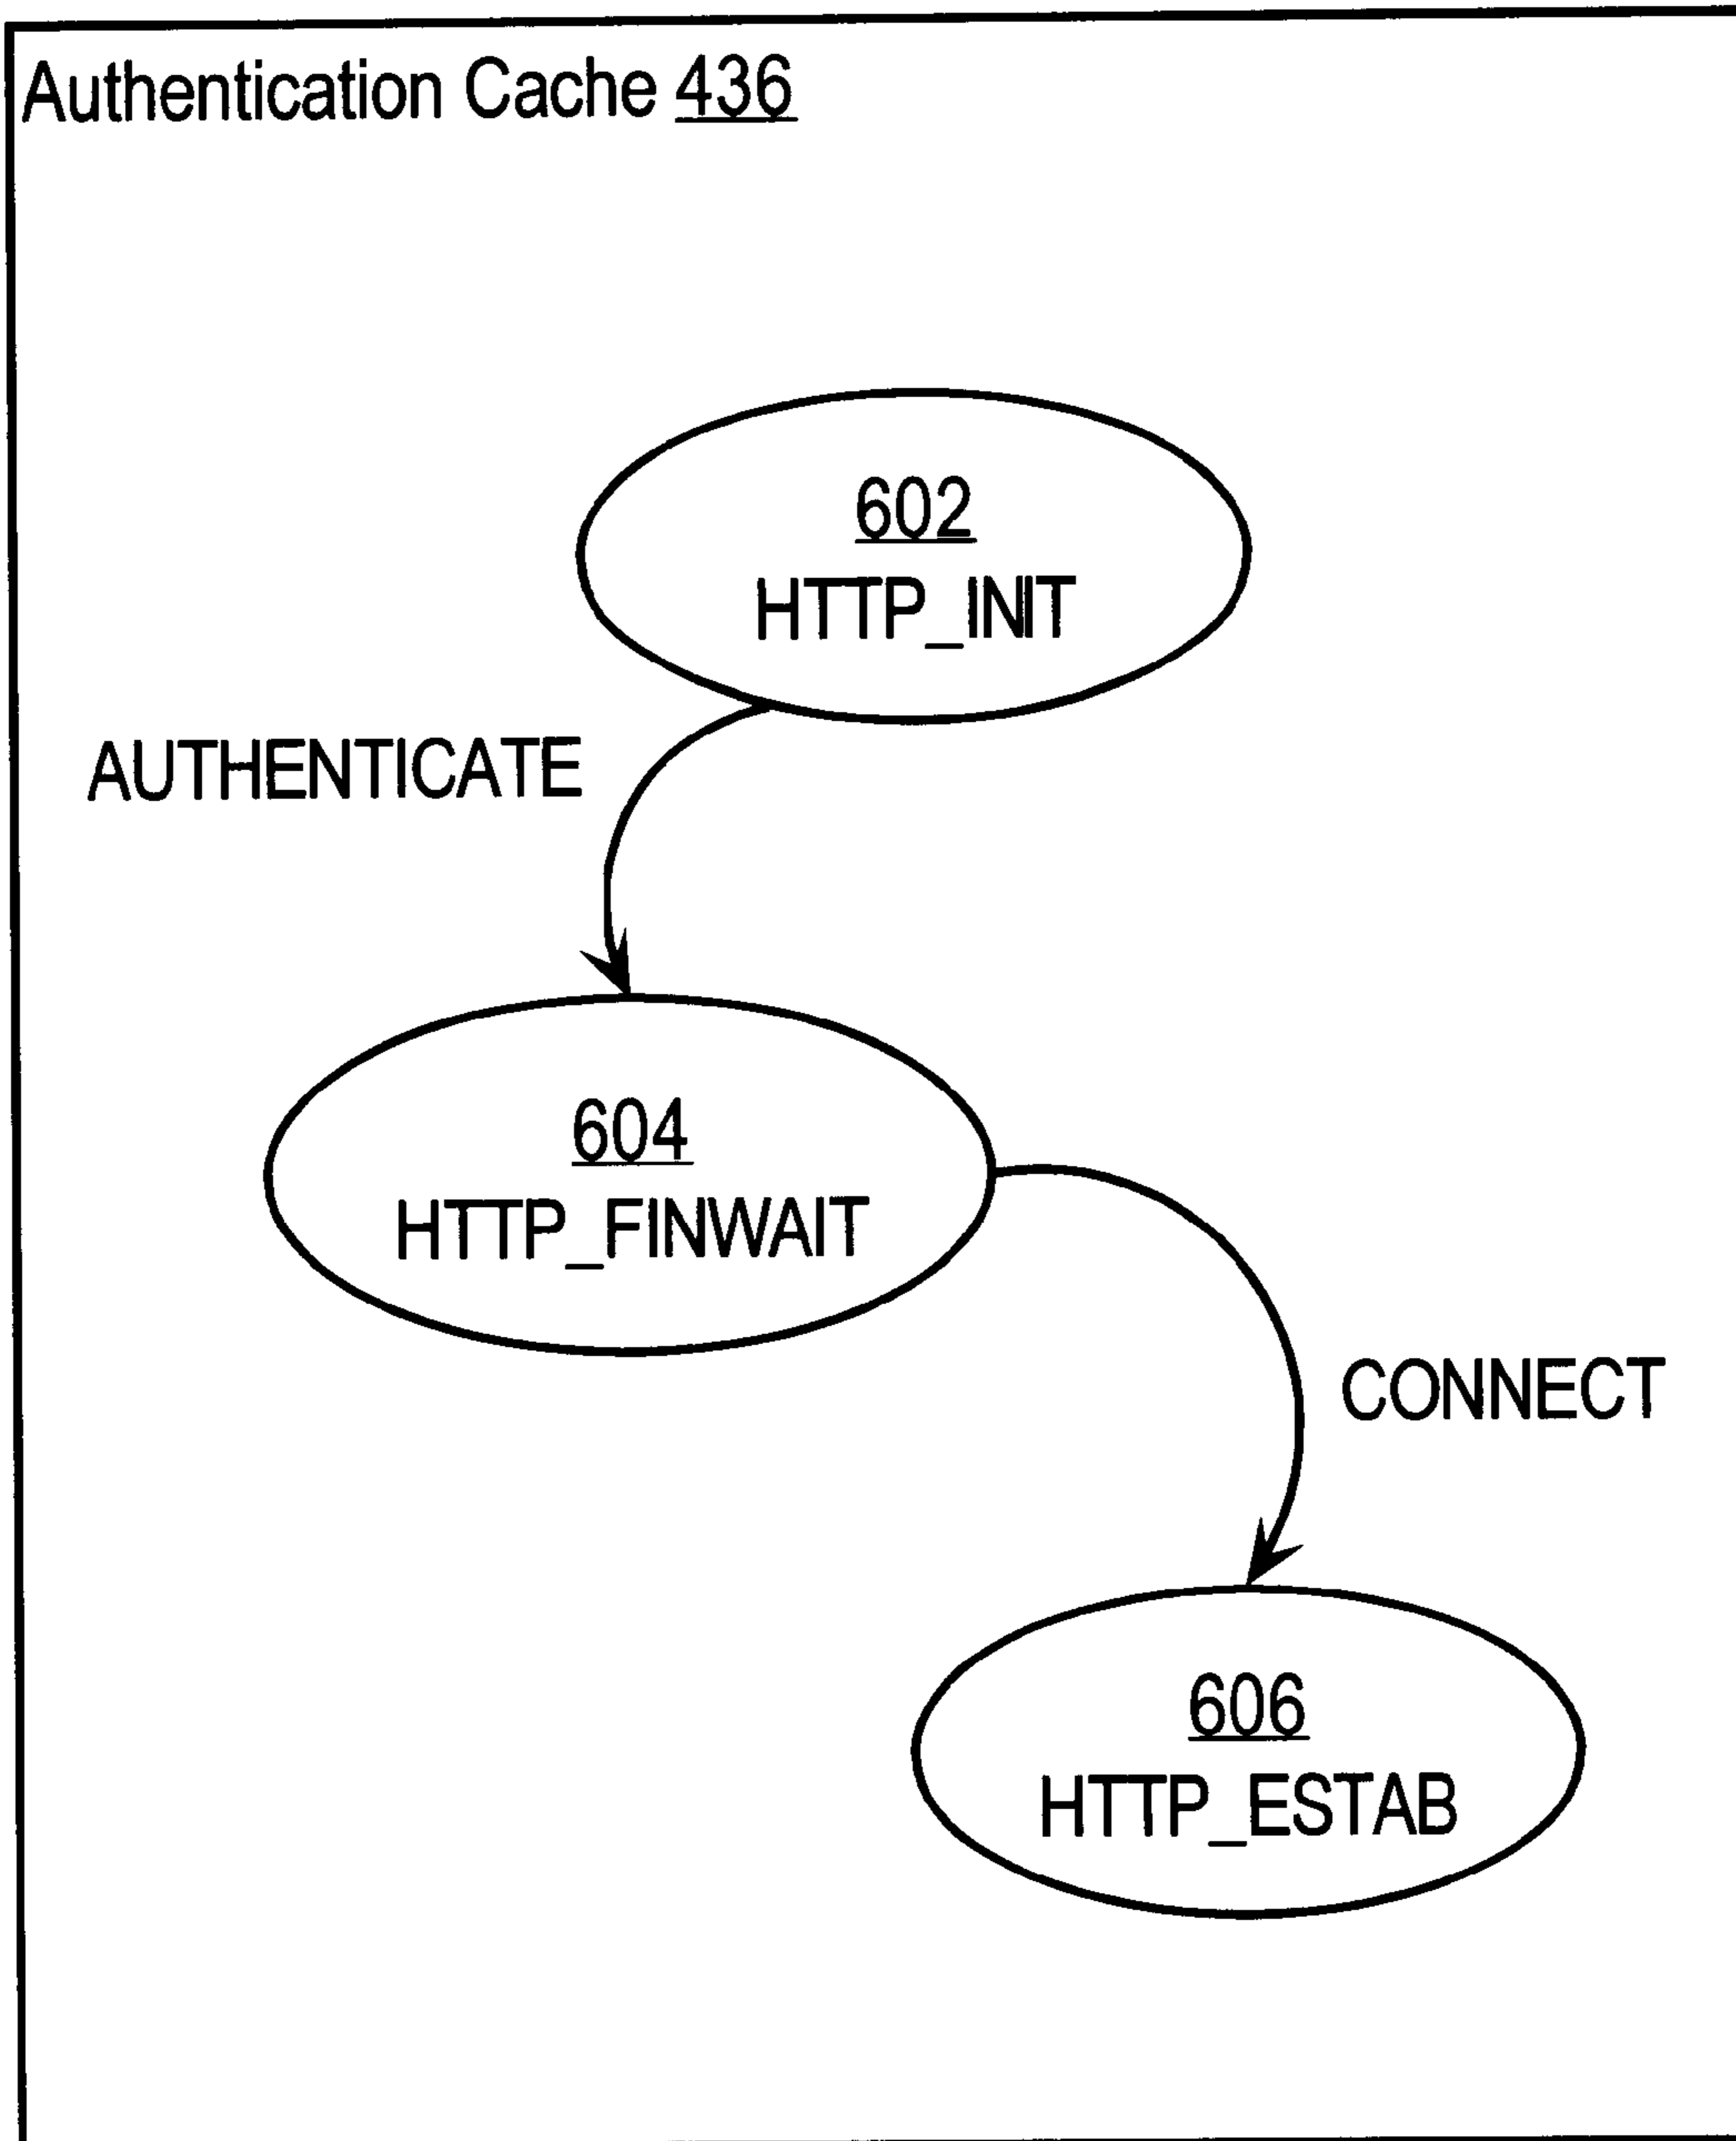 Authentication Cache 436
602
HTTP_INIT
AUTHENTICATE
604
HTTP_FINWAIT
CONNECT
606
HTTP_ESTAB